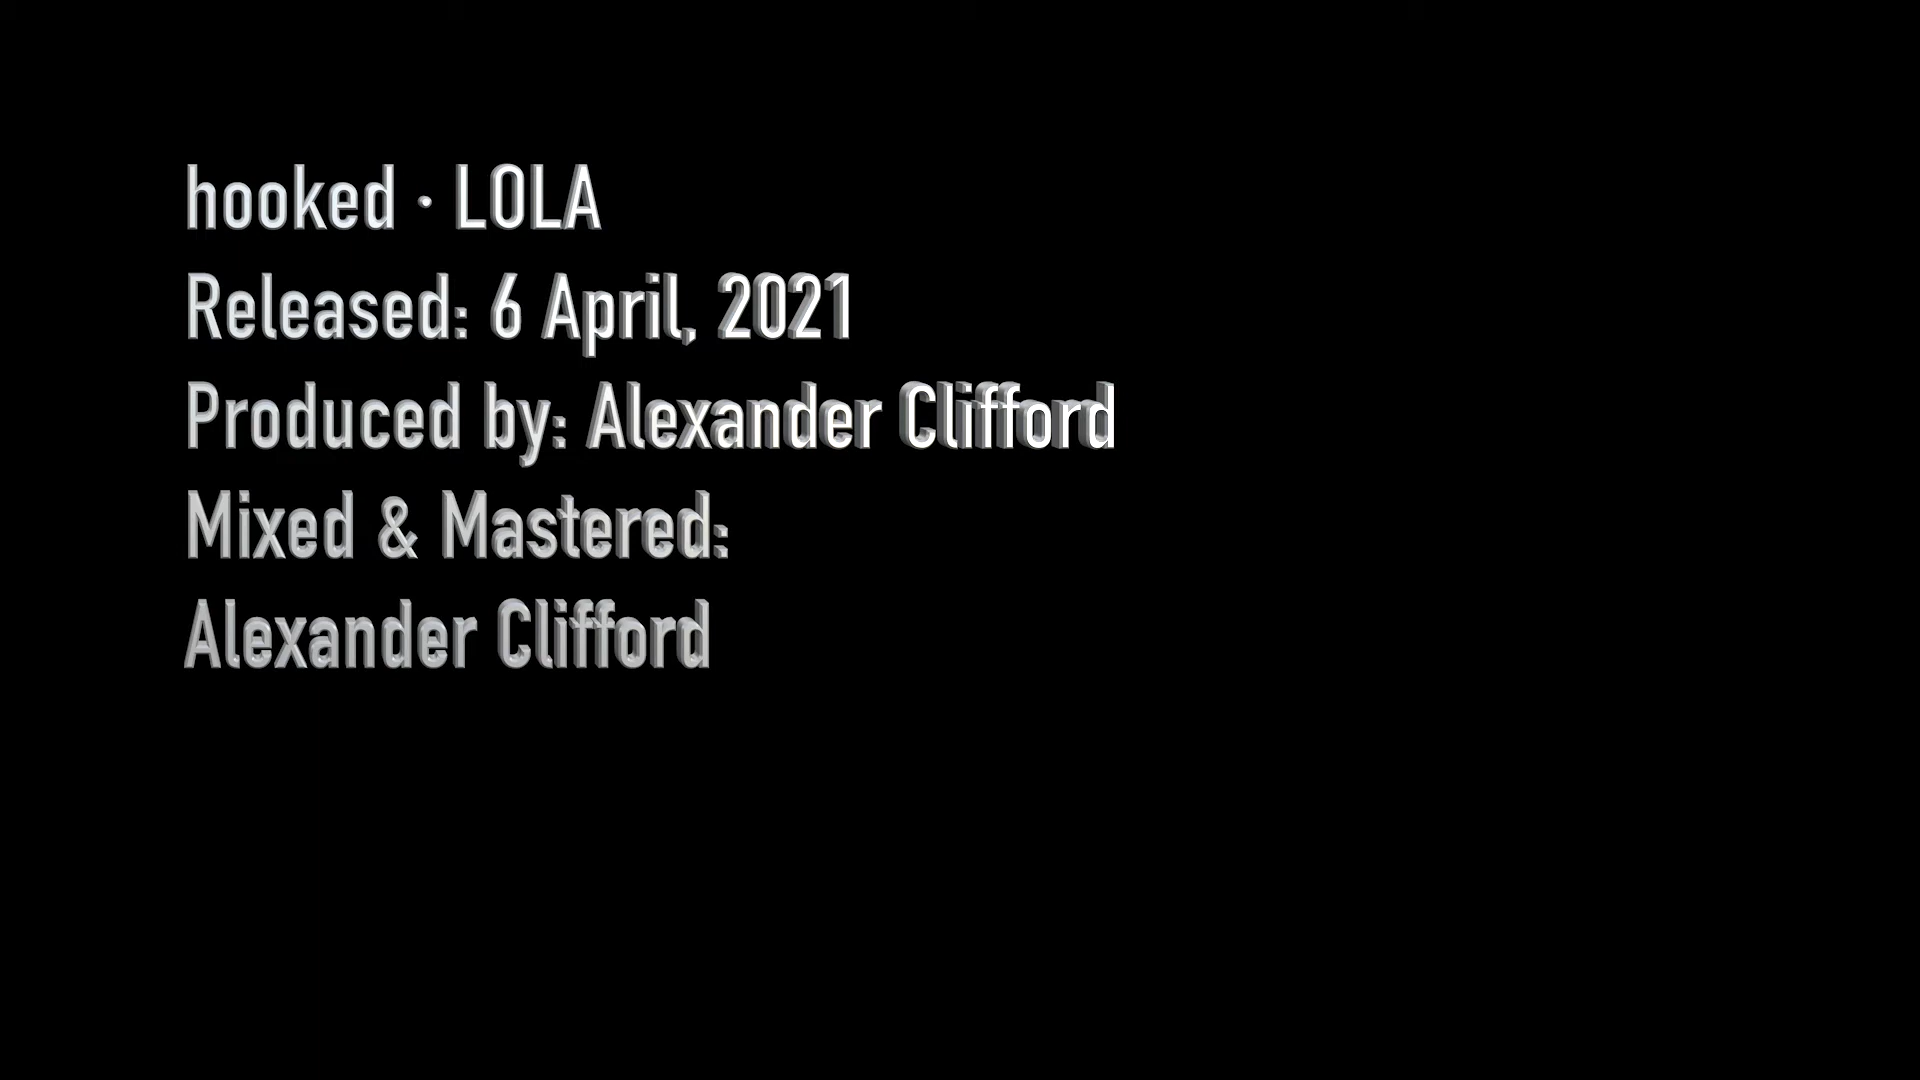 hooked · LOLA
Released: 6 April, 2021
Produced by: Alexander Clifford
Mixed & Mastered:
Alexander Clifford